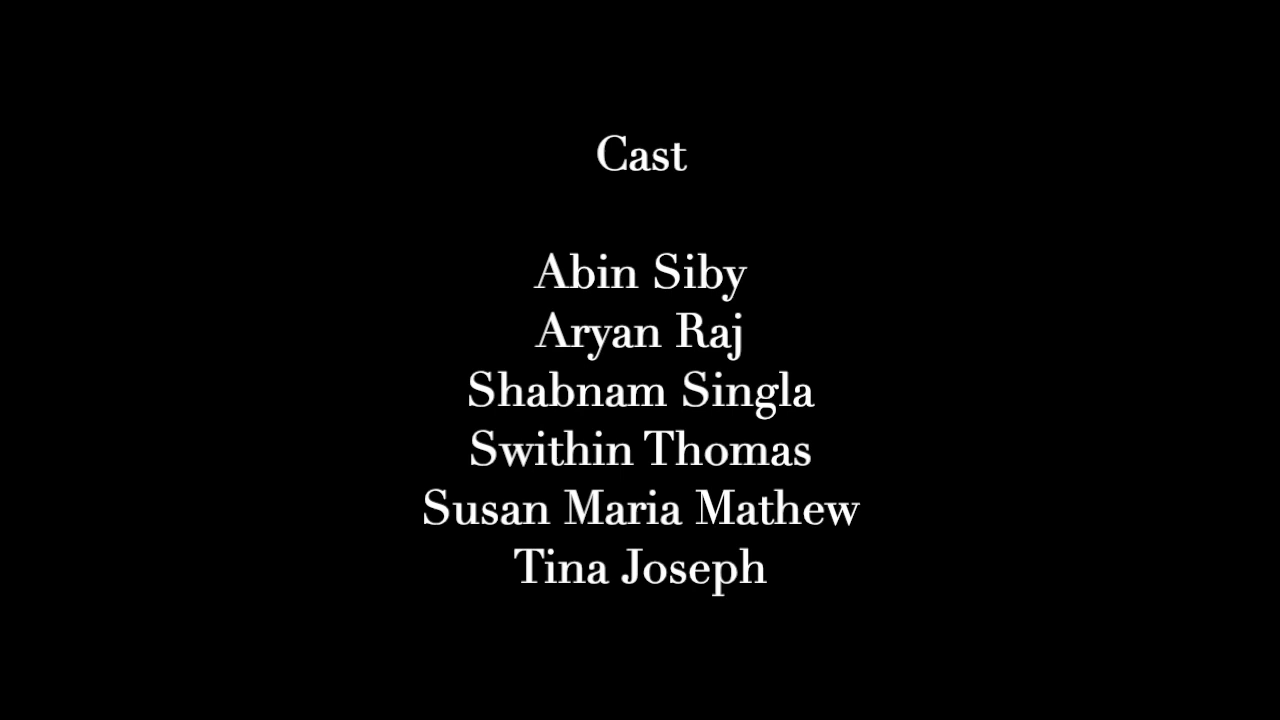 Cast
Abin Siby
Aryan Raj
Shabnam Singla
Swithin Thomas
Susan Maria Mathew
Tina Joseph